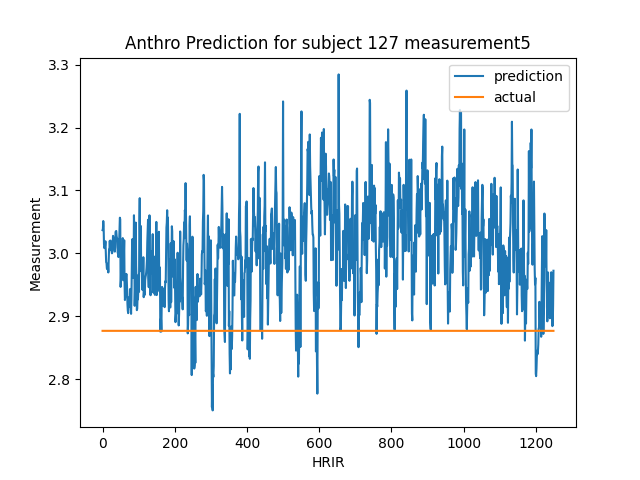 Anthro Prediction for subject 127 measurement5
prediction
actual
Measurement
3.3
3.2
3.1
3.0
2.9
2.8
0 200 400 600 800 1000 1200
HRIR